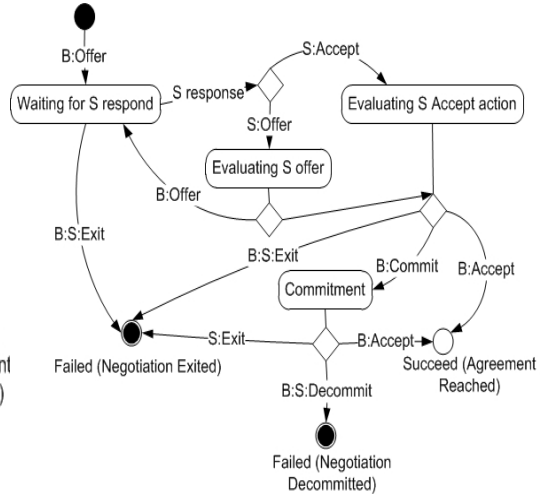 B:Offer
S:Accept
Waiting for S respond
S response
Evaluating S Accept action
S:Offer
Evaluating S offer
B:Offer
B:S:Exit
B:S:Exit
B:Commit
B:Accept
Commitment
S:Exit
B:Accept
nt
)
Failed (Negotiation Exited)
Succeed (Agreement
Reached)
B:S:Decommit
Failed (Negotiation
Decommitted)